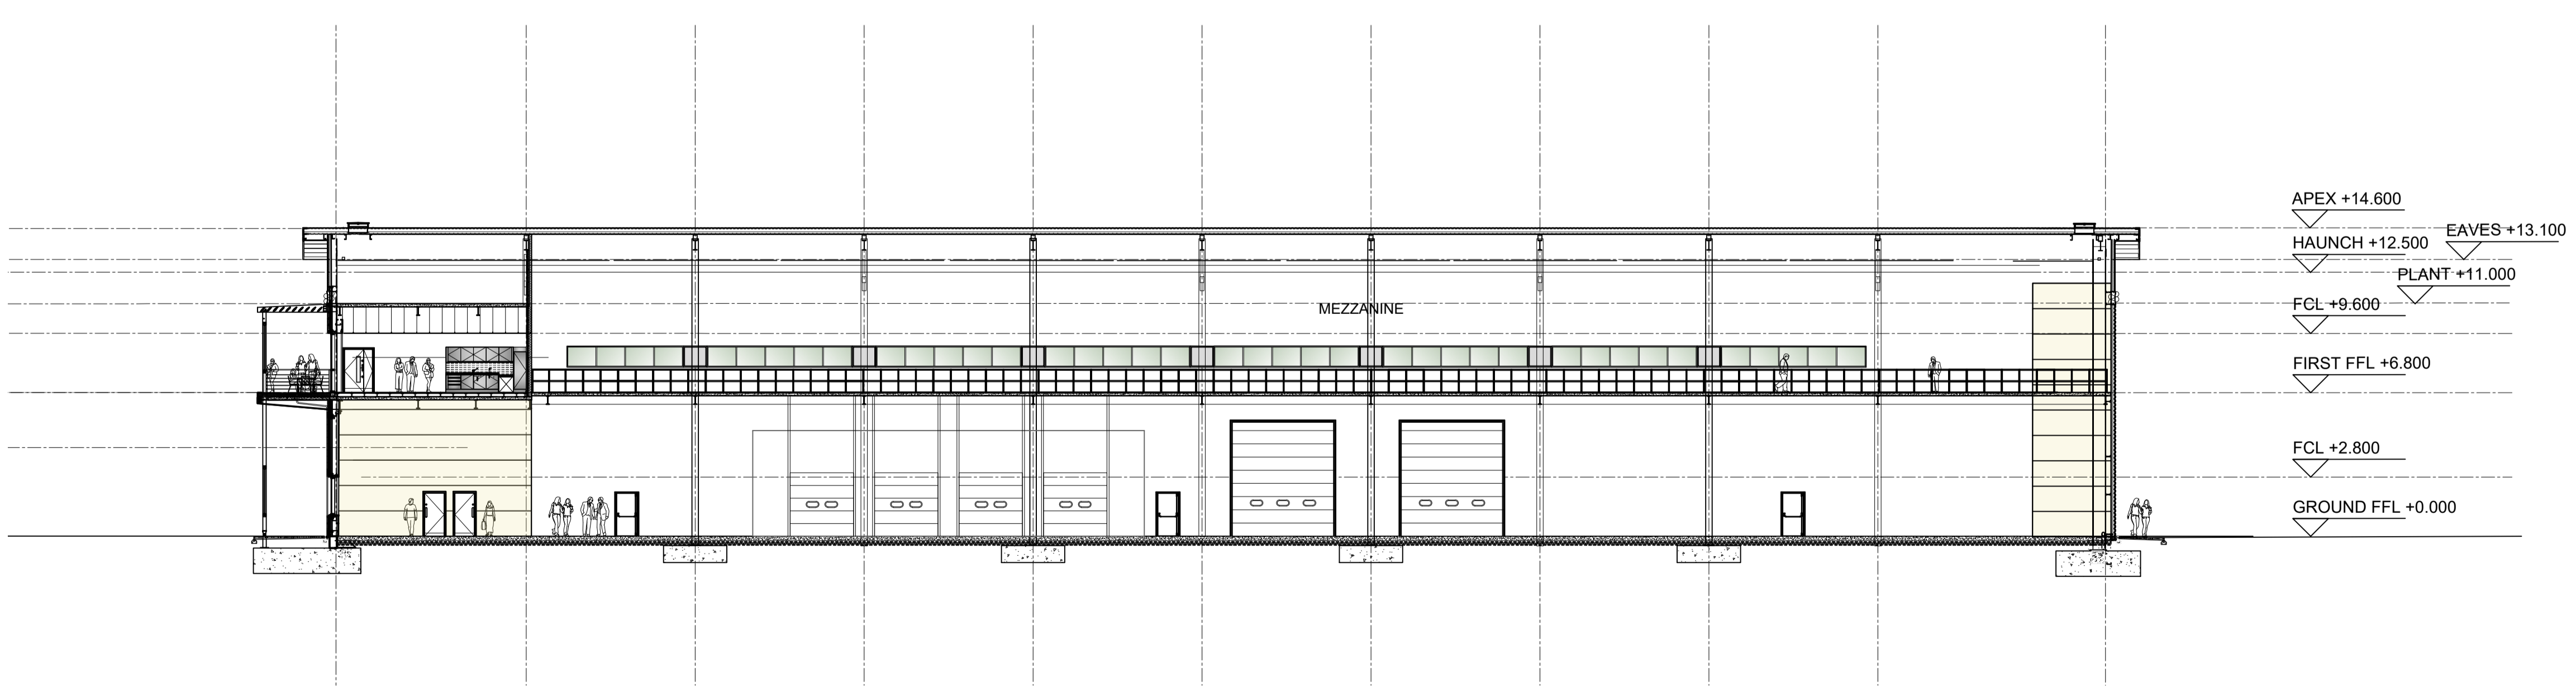 APEX +14.600
EAVES +13.100
HAUNCH +12.500
PLANT +11.000
MEZZANINE
FCL +9.600
FIRST FFL +6.800
FCL +2.800
GROUND FFL +0.000